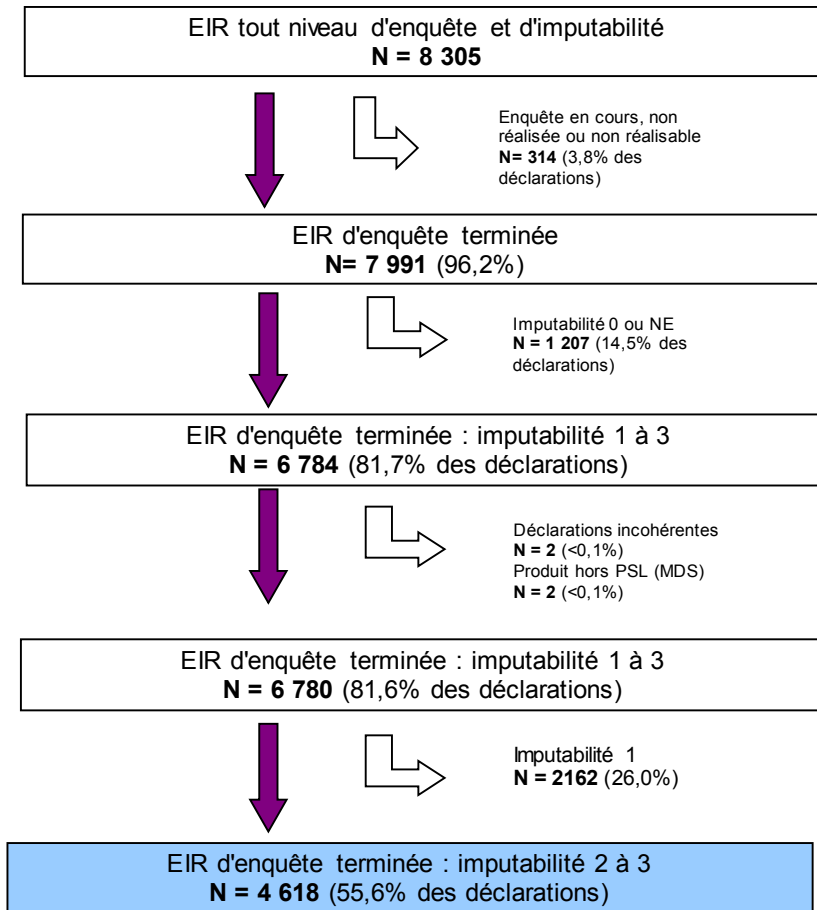 EIR tout niveau d'enquête et d'imputabilité
N = 8 305
Enquête en cours, non
réalisée ou non réalisable
N= 314 (3,8% des
déclarations)
EIR d'enquête terminée
N= 7 991 (96,2%)
Imputabilité 0 ou NE
N = 1 207 (14,5% des
déclarations)
EIR d'enquête terminée : imputabilité 1 à 3
N = 6 784 (81,7% des déclarations)
Déclarations incohérentes
N = 2 (<0,1%)
Produit hors PSL (MDS)
N = 2 (<0,1%)
EIR d'enquête terminée : imputabilité 1 à 3
N = 6 780 (81,6% des déclarations)
Imputabilité 1
N = 2162 (26,0%)
EIR d'enquête terminée : imputabilité 2 à 3
N = 4 618 (55,6% des déclarations)